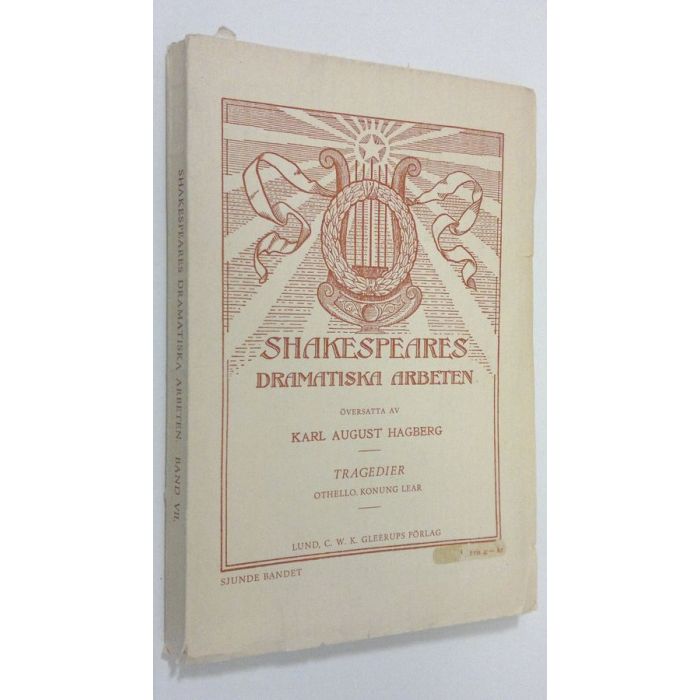 SHAKESPEARES DRAMATISKA ARBETEN. BAND VII.
SHAKESPEARES
DRAMATISKA ARBETEN
ÖVERSATTA AV
KARL AUGUST HAGBERG
TRAGEDIER
OTHELLO, KONUNG LEAR
LUND, C. W. K. GLEERUPS FÖRLAG
SJUNDE BANDET